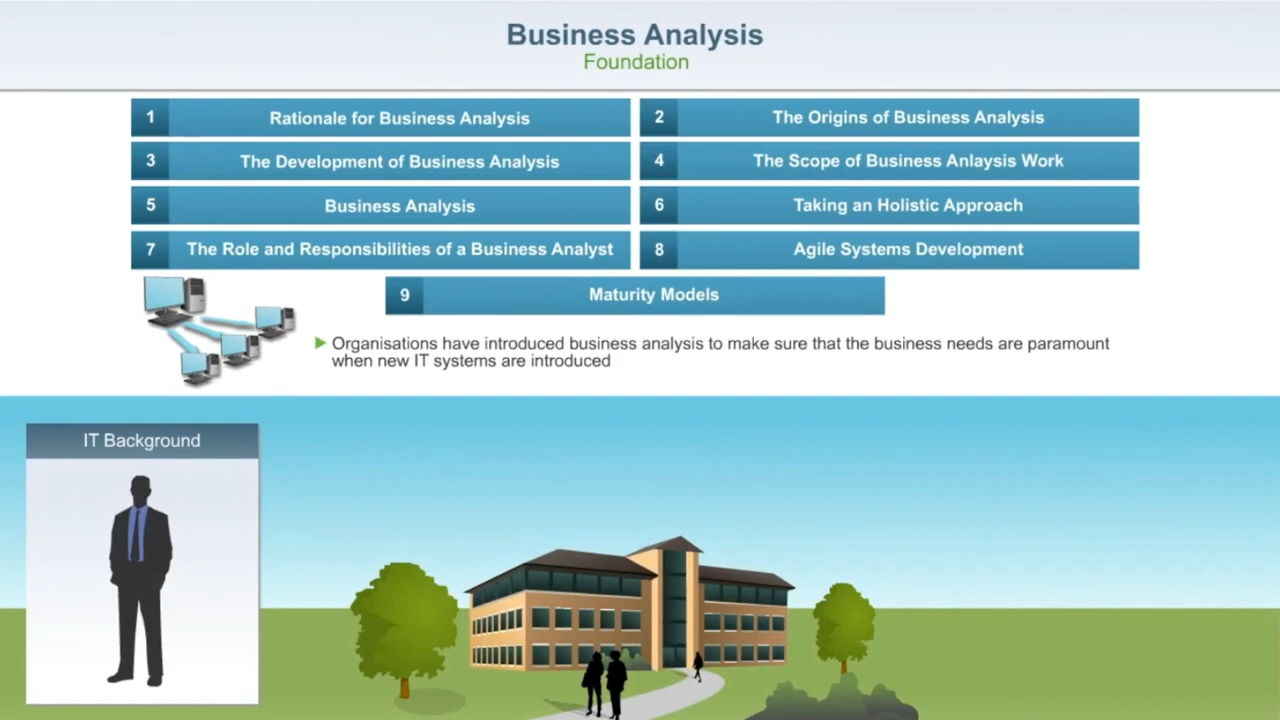 Business Analysis
Foundation
1 Rationale for Business Analysis
2 The Origins of Business Analysis
3 The Development of Business Analysis
4 The Scope of Business Anlaysis Work
5 Business Analysis
6 Taking an Holistic Approach
7 The Role and Responsibilities of a Business Analyst
8 Agile Systems Development
9 Maturity Models
Organisations have introduced business analysis to make sure that the business needs are paramount
when new IT systems are introduced
IT Background